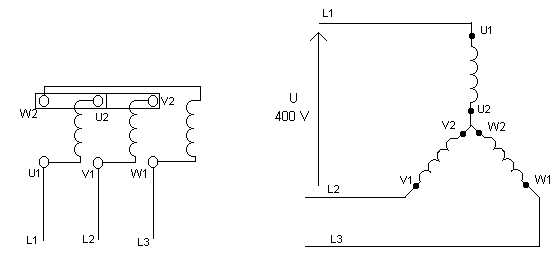 W2 U2 V2
U1 V1 W1
L1 L2 L3
L1
U1
U
400 V
U2
V2 W2
V1 W1
L2
L3